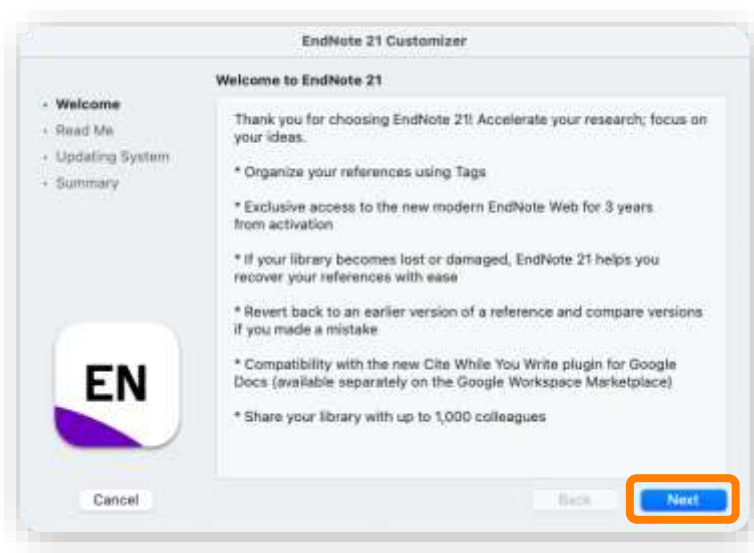 EndNote 21 Customizer
Welcome to EndNote 21
• Welcome
• Read Me
• Updating System
• Summary
Thank you for choosing EndNote 21! Accelerate your research; focus on
your ideas.
* Organize your references using Tags
* Exclusive access to the new modern EndNote Web for 3 years
from activation
* If your library becomes lost or damaged, EndNote 21 helps you
recover your references with ease
* Revert back to an earlier version of a reference and compare versions
if you made a mistake
* Compatibility with the new Cite While You Write plugin for Google
Docs (available separately on the Google Workspace Marketplace)
* Share your library with up to 1,000 colleagues
EN
Cancel
Back
Next